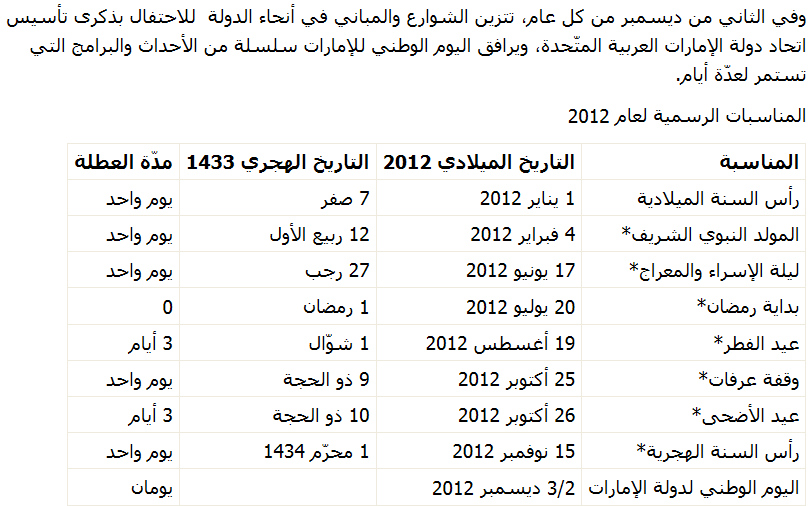 وفي الثاني من ديسمبر من كل عام، تتزين الشوارع والمباني في أنحاء الدولة للاحتفال بذكرى تأسيس
اتحاد دولة الإمارات العربية المتّحدة، ويرافق اليوم الوطني للإمارات سلسلة من الأحداث والبرامج التي
تستمر لعدّة أيام.
المناسبات الرسمية لعام 2012
المناسبة التاريخ الميلادي 2012 التاريخ الهجري 1433 مدّة العطلة
رأس السنة الميلادية 1 يناير 2012 7 صفر يوم واحد
المولد النبوي الشريف* 4 فبراير 2012 12 ربيع الأول يوم واحد
ليلة الإسراء والمعراج* 17 يونيو 2012 27 رجب يوم واحد
بداية رمضان* 20 يوليو 2012 1 رمضان 0
عيد الفطر* 19 أغسطس 2012 1 شوّال 3 أيام
وقفة عرفات* 25 أكتوبر 2012 9 ذو الحجة يوم واحد
عيد الأضحى* 26 أكتوبر 2012 10 ذو الحجة 3 أيام
رأس السنة الهجرية* 15 نوفمبر 2012 1 محرّم 1434 يوم واحد
اليوم الوطني لدولة الإمارات 3/2 ديسمبر 2012 يومان